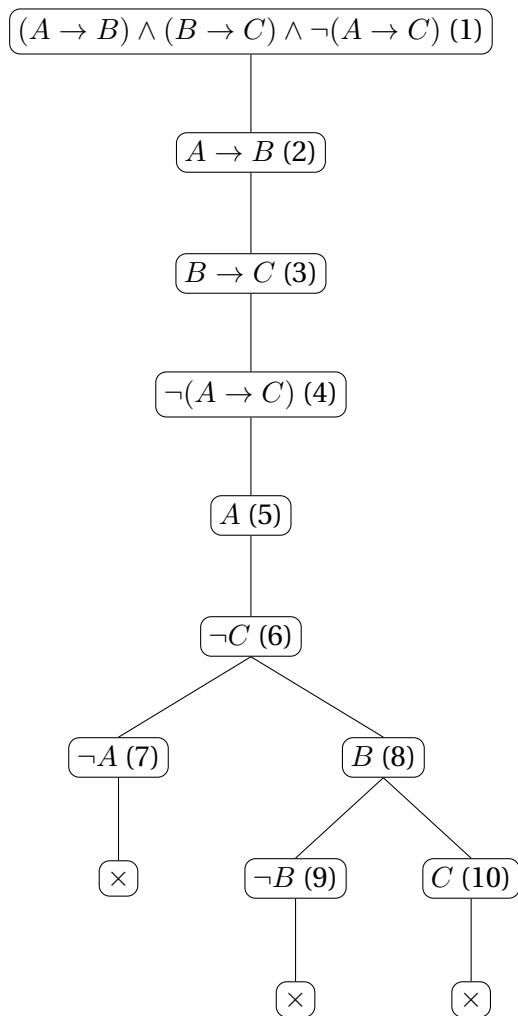 (A → B) ∧ (B → C) ∧ ¬(A → C) (1)
A → B (2)
B → C (3)
¬(A → C) (4)
A (5)
¬C (6)
¬A (7) B (8)
× ¬B (9) C (10)
× ×